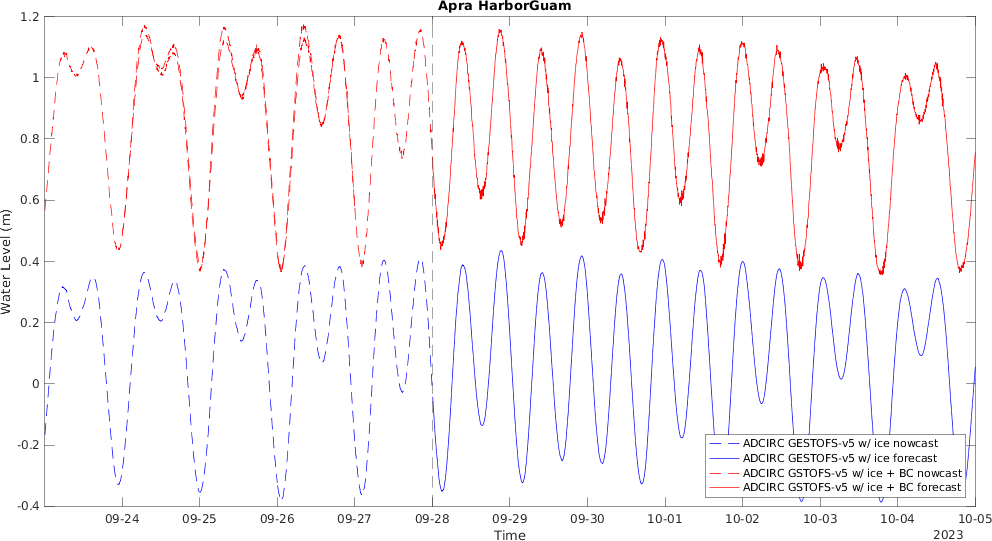 Apra HarborGuam
1.2
1
0.8
0.6
0.4
0.2
0
-0.2
-0.4
Water Level (m)
ADCIRC GESTOFS-v5 w/ ice nowcast
ADCIRC GESTOFS-v5 w/ ice forecast
ADCIRC GSTOFS-v5 w/ ice + BC nowcast
ADCIRC GSTOFS-v5 w/ ice + BC forecast
09-24 09-25 09-26 09-27 09-28 09-29 09-30 10-01 10-02 10-03 10-04 10-05
Time
2023